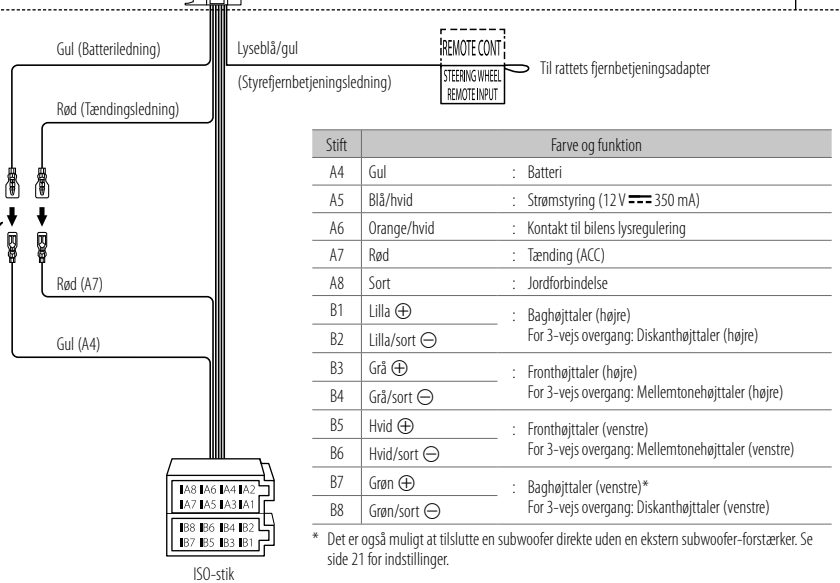 Gul (Batteriledning)
Lyseblå/gul
(Styrefjernbetjeningsledning)
REMOTE CONT
STEERING WHEEL
REMOTE INPUT
Til rattets fjernbetjeningsadapter
Rød (Tændingsledning)
Rød (A7)
Gul (A4)
Stift Farve og funktion
A4 Gul : Batteri
A5 Blå/hvid : Strømstyring (12 V ⎓ 350 mA)
A6 Orange/hvid : Kontakt til bilens lysregulering
A7 Rød : Tænding (ACC)
A8 Sort : Jordforbindelse
B1 Lilla ⊕ : Baghøjttaler (højre)
B2 Lilla/sort ⊖ For 3-vejs overgang: Diskanthøjttaler (højre)
B3 Grå ⊕ : Fronthøjttaler (højre)
B4 Grå/sort ⊖ For 3-vejs overgang: Mellemtonehøjttaler (højre)
B5 Hvid ⊕ : Fronthøjttaler (venstre)
B6 Hvid/sort ⊖ For 3-vejs overgang: Mellemtonehøjttaler (venstre)
B7 Grøn ⊕ : Baghøjttaler (venstre)*
B8 Grøn/sort ⊖ For 3-vejs overgang: Diskanthøjttaler (venstre)
* Det er også muligt at tilslutte en subwoofer direkte uden en ekstern subwoofer-forstærker. Se
side 21 for indstillinger.
A8 A6 A4 A2
A7 A5 A3 A1
B8 B6 B4 B2
B7 B5 B3 B1
ISO-stik